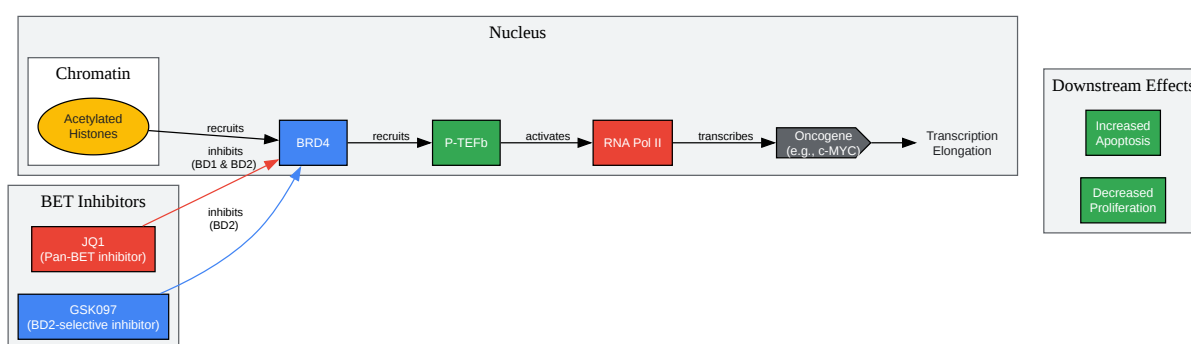 Nucleus
Chromatin
Acetylated
Histones
recruits
inhibits
(BD1 & BD2)
BRD4
recruits
P-TEFb
activates
RNA Pol II
transcribes
Oncogene
(e.g., c-MYC)
Transcription
Elongation
Downstream Effects
Increased
Apoptosis
Decreased
Proliferation
BET Inhibitors
inhibits
(BD2)
JQ1
(Pan-BET inhibitor)
GSK097
(BD2-selective inhibitor)